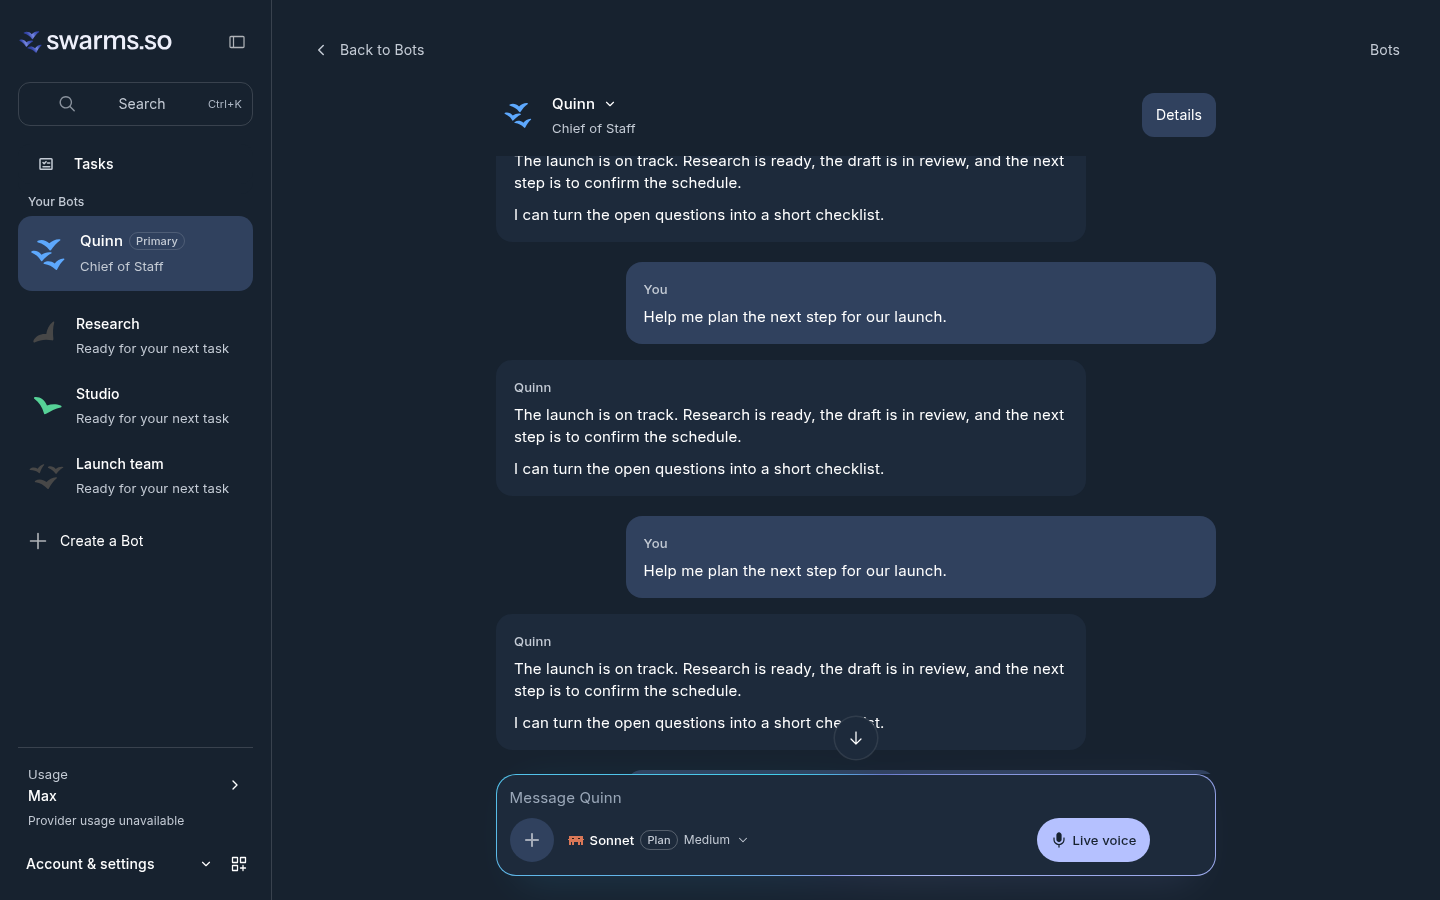 swarms.so
Search Ctrl+K
Tasks
Your Bots
Quinn Primary
Chief of Staff
Research
Ready for your next task
Studio
Ready for your next task
Launch team
Ready for your next task
Create a Bot
Usage
Max
Provider usage unavailable
Account & settings
Back to Bots
Bots
Quinn
Chief of Staff
Details
The launch is on track. Research is ready, the draft is in review, and the next
step is to confirm the schedule.
I can turn the open questions into a short checklist.
You
Help me plan the next step for our launch.
Quinn
The launch is on track. Research is ready, the draft is in review, and the next
step is to confirm the schedule.
I can turn the open questions into a short checklist.
You
Help me plan the next step for our launch.
Quinn
The launch is on track. Research is ready, the draft is in review, and the next
step is to confirm the schedule.
I can turn the open questions into a short checklist.
Message Quinn
Sonnet Plan Medium
Live voice